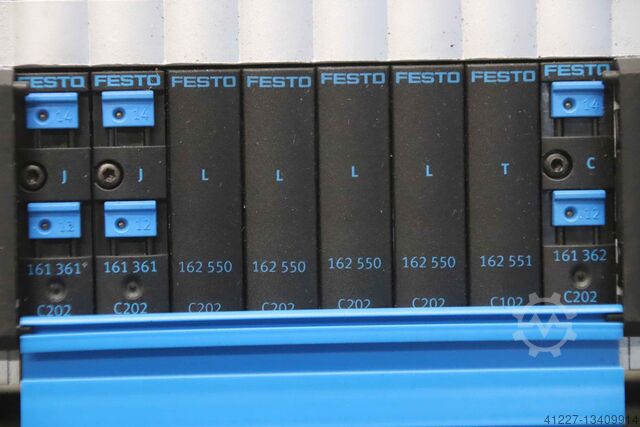 FESTO FESTO FESTO FESTO FESTO FESTO FESTO FESTO
14 14 14
J J L L L L T C
12 12 12
161 361 161 361 162 550 162 550 162 550 162 550 162 551 161 362
C202 C202 C202 C202 C202 C202 C102 C202
41227-13409914